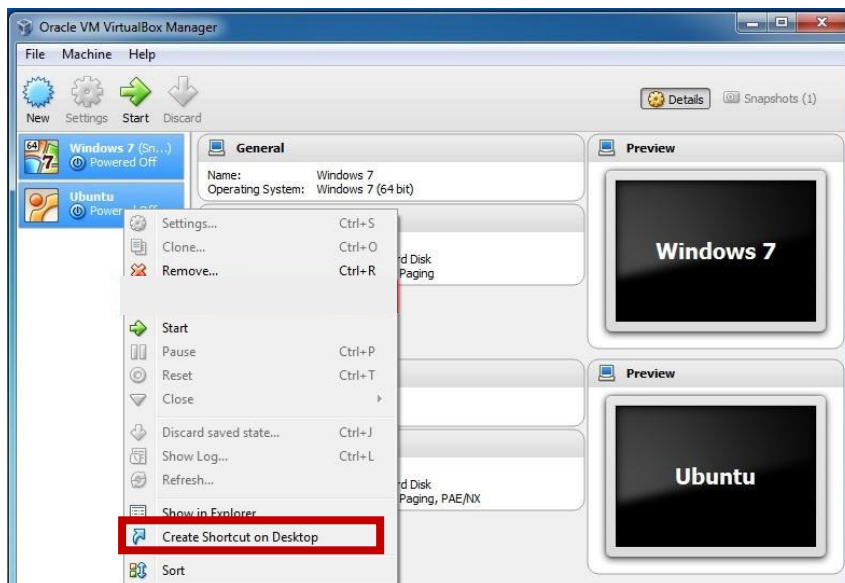 Oracle VM VirtualBox Manager
File Machine Help
New Settings Start Discard
Details Snapshots (1)
64
7
Windows 7 (Sn...)
Powered Off
Ubuntu
General
Name: Windows 7
Operating System: Windows 7 (64 bit)
rd Disk
Paging
Preview
Windows 7
Settings... Ctrl+S
Clone... Ctrl+O
Remove... Ctrl+R
Start
Pause Ctrl+P
Reset Ctrl+T
Close
Discard saved state... Ctrl+J
Show Log... Ctrl+L
Refresh...
Show in Explorer
Create Shortcut on Desktop
Sort
rd Disk
Paging, PAE/NX
Preview
Ubuntu